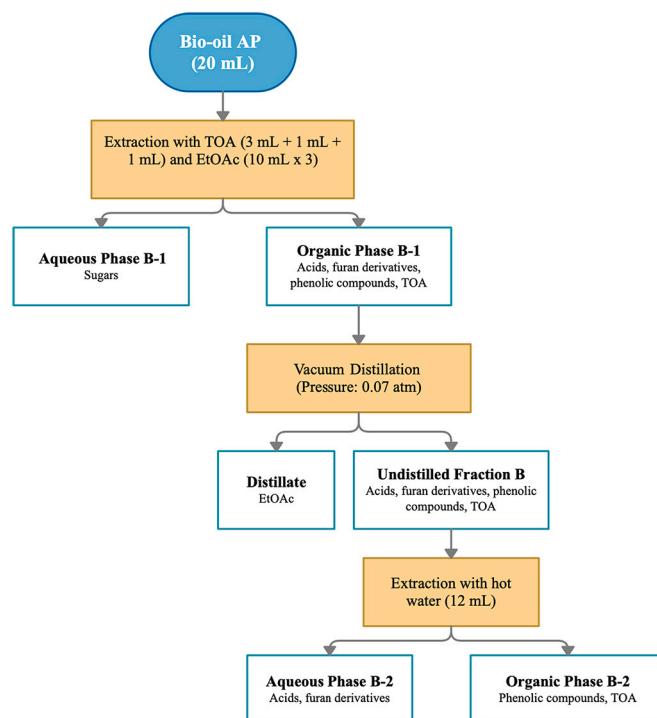 Bio-oil AP
(20 mL)
Extraction with TOA (3 mL + 1 mL +
1 mL) and EtOAc (10 mL x 3)
Aqueous Phase B-1
Sugars
Organic Phase B-1
Acids, furan derivatives,
phenolic compounds, TOA
Vacuum Distillation
(Pressure: 0.07 atm)
Distillate
EtOAc
Undistilled Fraction B
Acids, furan derivatives, phenolic
compounds, TOA
Extraction with hot
water (12 mL)
Aqueous Phase B-2
Acids, furan derivatives
Organic Phase B-2
Phenolic compounds, TOA